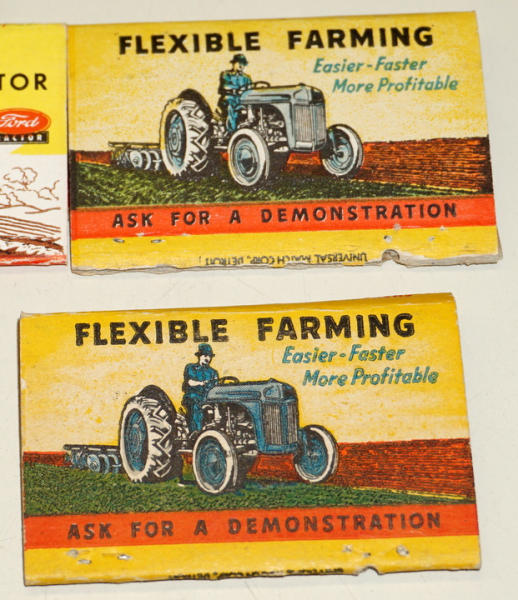 TOR
Ford
TRACTOR
FLEXIBLE FARMING
Easier-Faster
More Profitable
ASK FOR A DEMONSTRATION
UNIVERSAL MATCH CORP., DETROIT
FLEXIBLE FARMING
Easier-Faster
More Profitable
ASK FOR A DEMONSTRATION